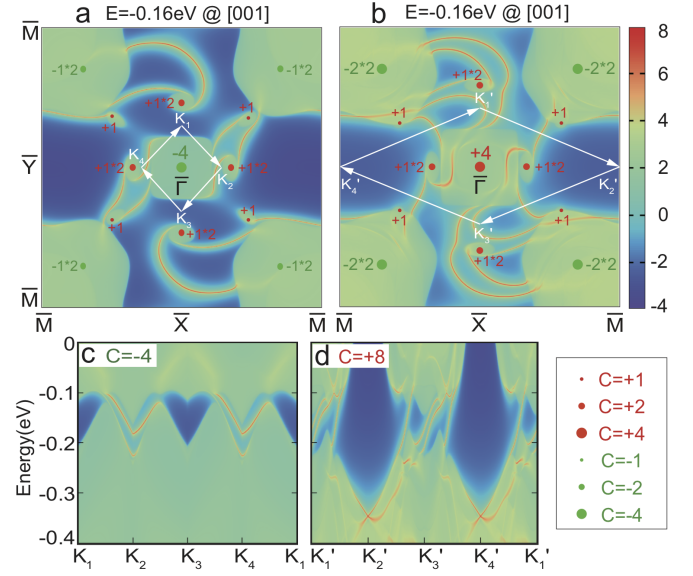 a E=-0.16eV @ [001]
b E=-0.16eV @ [001]
M̅
-1*2
-1*2
+1*2
K₁
+1
+1
Y̅
K₄
-4
+1*2
+1*2
Γ̅
K₂
K₃
+1
+1
+1*2
-1*2
-1*2
M̅
M̅
X̅
M̅
-2*2
-2*2
+1*2
K₁'
+1
+1
+1*2
+4
+1*2
Γ̅
K₄'
K₂'
K₃'
+1
+1
+1*2
-2*2
-2*2
M̅
X̅
M̅
8
6
4
2
0
-2
-4
c C=-4
d C=+8
0
-0.1
-0.2
-0.3
-0.4
Energy(eV)
K₁ K₂ K₃ K₄ K₁
K₁' K₂' K₃' K₄' K₁'
C=+1
C=+2
C=+4
C=-1
C=-2
C=-4